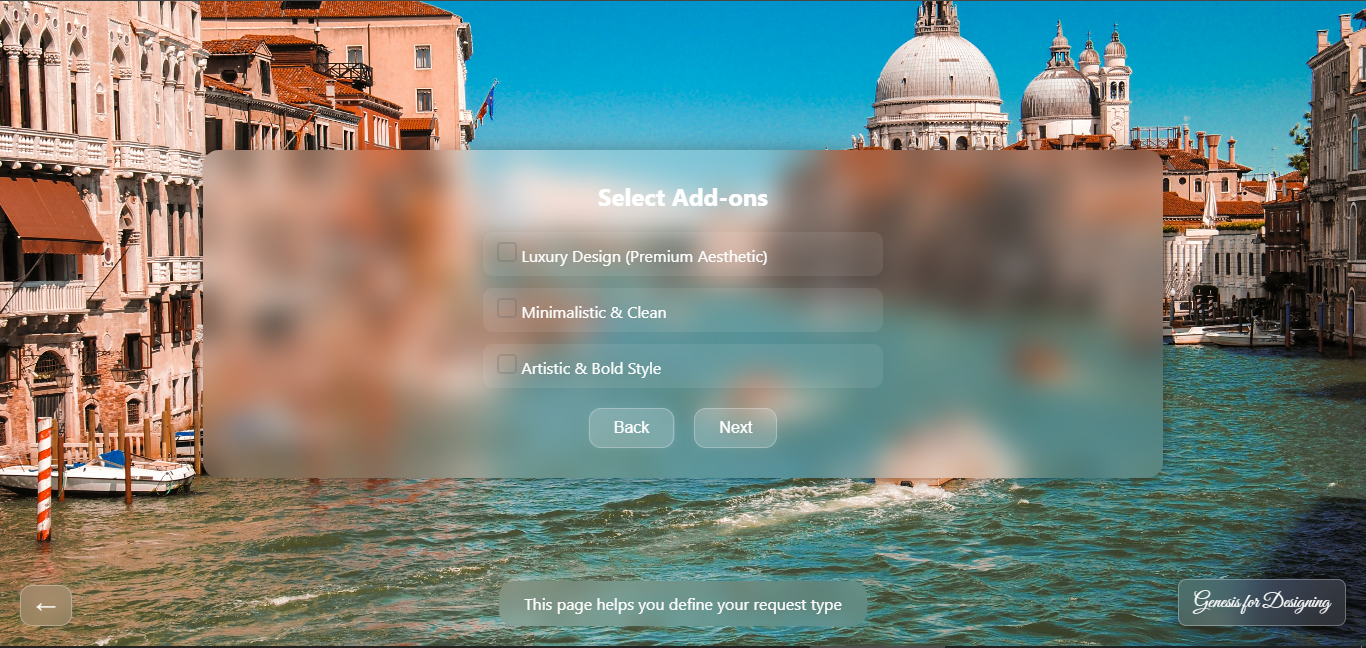 Select Add-ons
Luxury Design (Premium Aesthetic)
Minimalistic & Clean
Artistic & Bold Style
Back
Next
←
This page helps you define your request type
Genesis for Designing